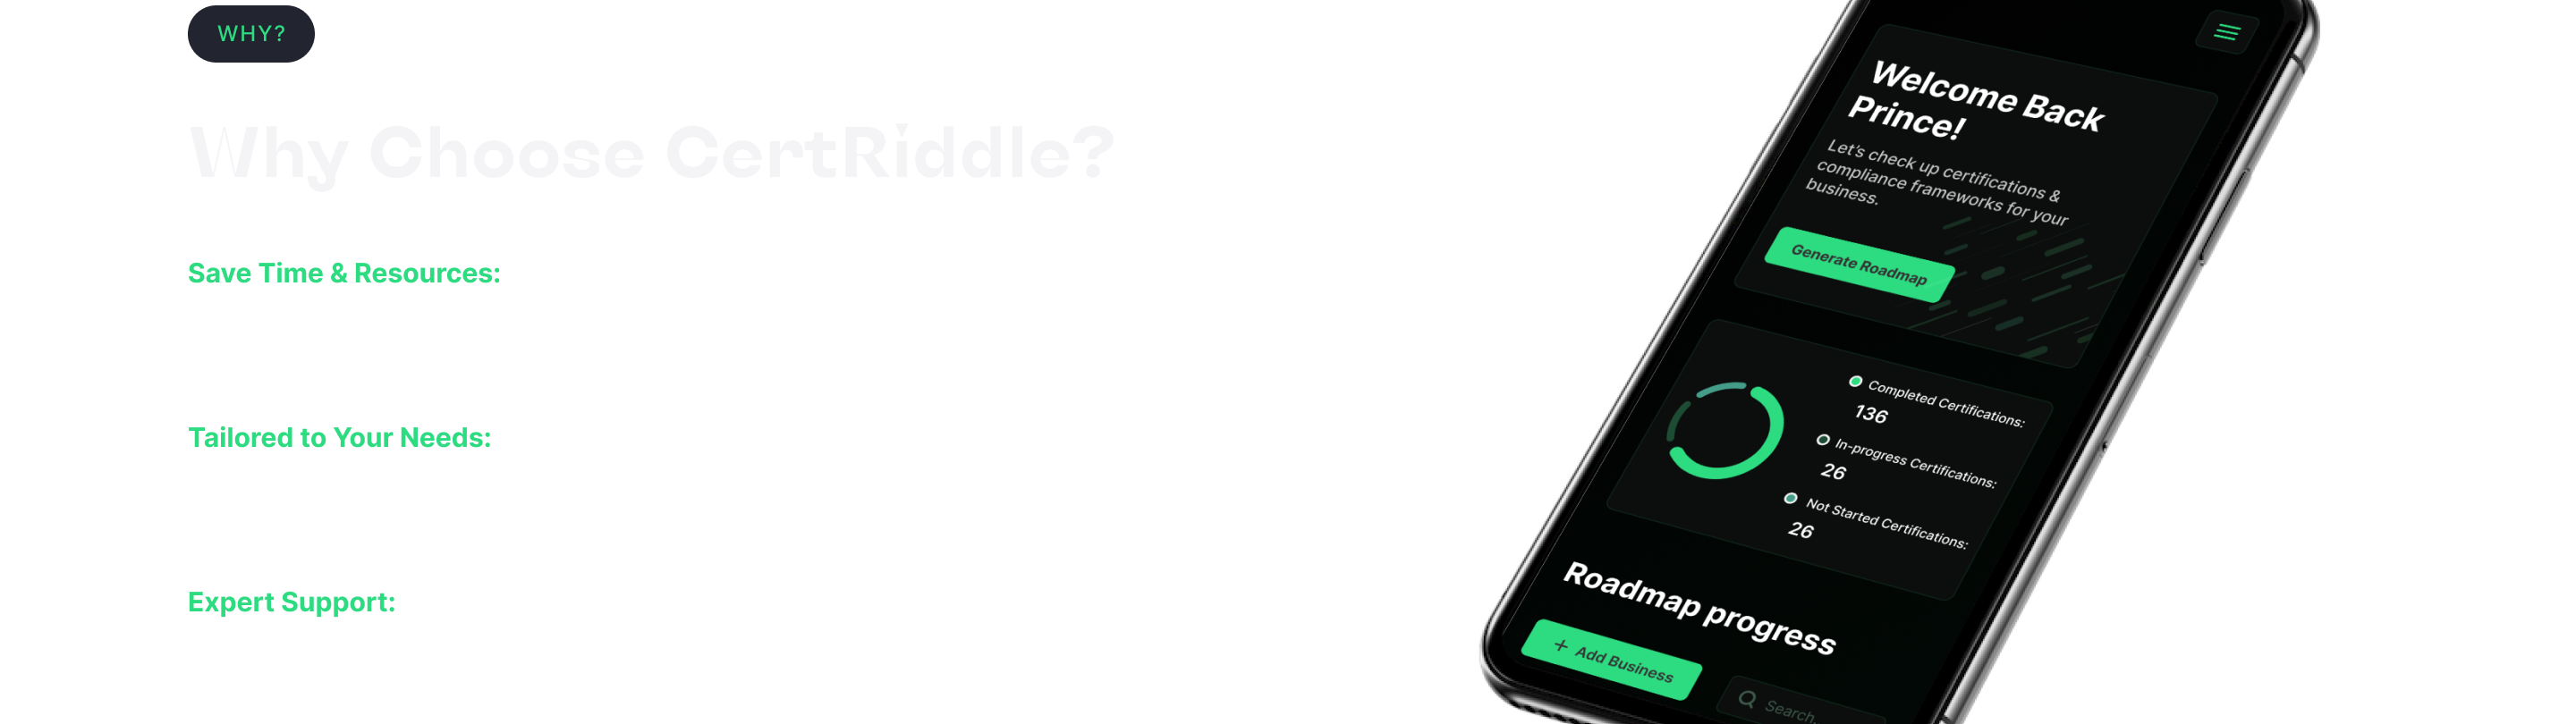 WHY?
Why Choose CertRiddle?
Save Time & Resources:
Tailored to Your Needs:
Expert Support:
Welcome Back
Prince!
Let's check up certifications &
compliance frameworks for your
business.
Generate Roadmap
Completed Certifications:
136
In-progress Certifications:
26
Not Started Certifications:
26
Roadmap progress
+ Add Business
Search..